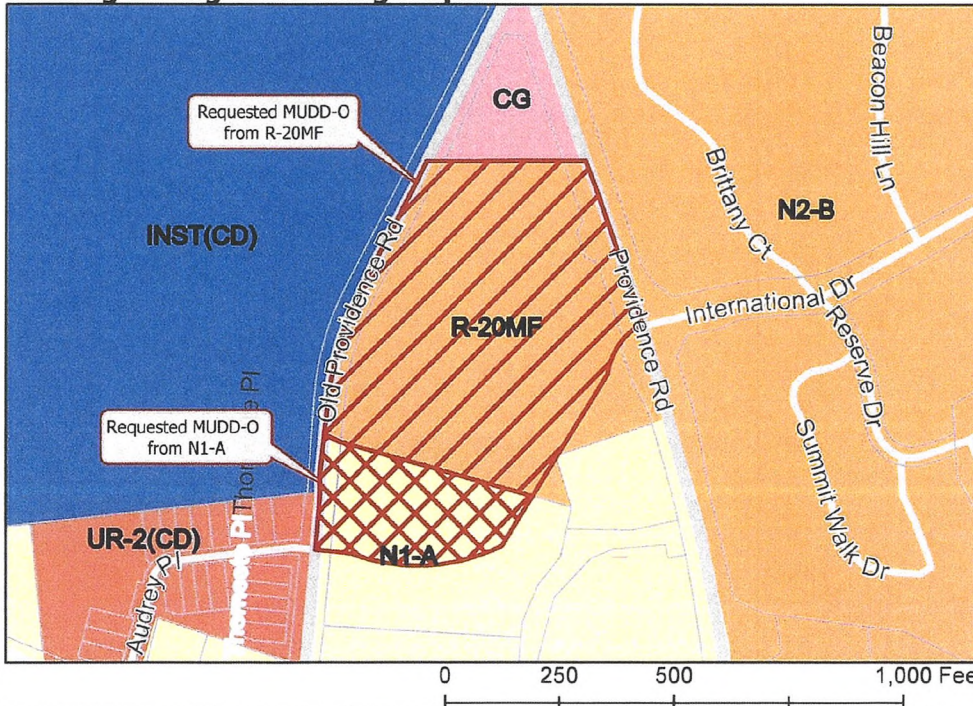 CG
Requested MUDD-O
from R-20MF
Beacon Hill Ln
Brittany Ct
N2-B
INST(CD)
Old Providence Rd
Providence Rd
International Dr
R-20MF
Reserve Dr
Requested MUDD-O
from N1-A
Summit Walk Dr
UR-2(CD)
N1-A
Audrey Pl
0 250 500 1,000 Fee